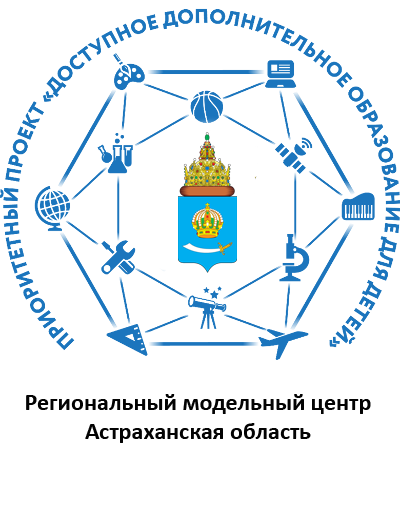 ПРИОРИТЕТНЫЙ ПРОЕКТ «ДОСТУПНОЕ ДОПОЛНИТЕЛЬНОЕ ОБРАЗОВАНИЕ ДЛЯ ДЕТЕЙ»
Региональный модельный центр
Астраханская область